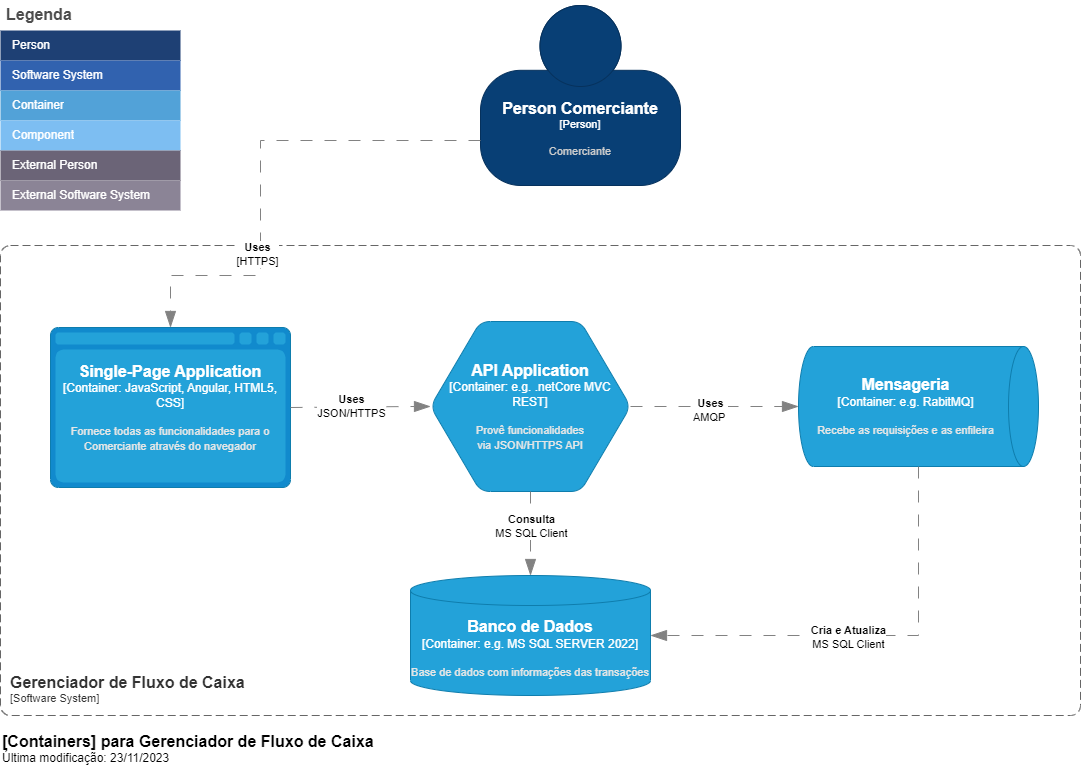 Legenda
Person
Software System
Container
Component
External Person
External Software System
Person Comerciante
[Person]
Comerciante
Uses
[HTTPS]
Single-Page Application
[Container: JavaScript, Angular, HTML5,
CSS]
Fornece todas as funcionalidades para o
Comerciante através do navegador
Uses
JSON/HTTPS
API Application
[Container: e.g. .netCore MVC
REST]
Provê funcionalidades
via JSON/HTTPS API
Uses
AMQP
Mensageria
[Container: e.g. RabitMQ]
Recebe as requisições e as enfileira
Consulta
MS SQL Client
Banco de Dados
[Container: e.g. MS SQL SERVER 2022]
Base de dados com informações das transações
Cria e Atualiza
MS SQL Client
Gerenciador de Fluxo de Caixa
[Software System]
[Containers] para Gerenciador de Fluxo de Caixa
Ultima modificação: 23/11/2023